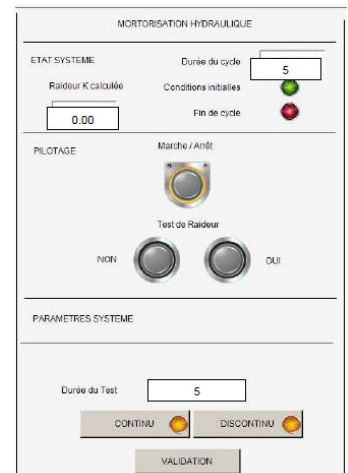 MORTORISATION HYDRAULIQUE
ETAT SYSTEME
Durée du cycle
5
Raideur K calculée
Conditions initialles
0.00
Fin de cycle
PILOTAGE
Marche / Arrêt
Test de Raideur
NON
OUI
PARAMETRES SYSTEME
Durée du Test
5
CONTINU
DISCONTINU
VALIDATION